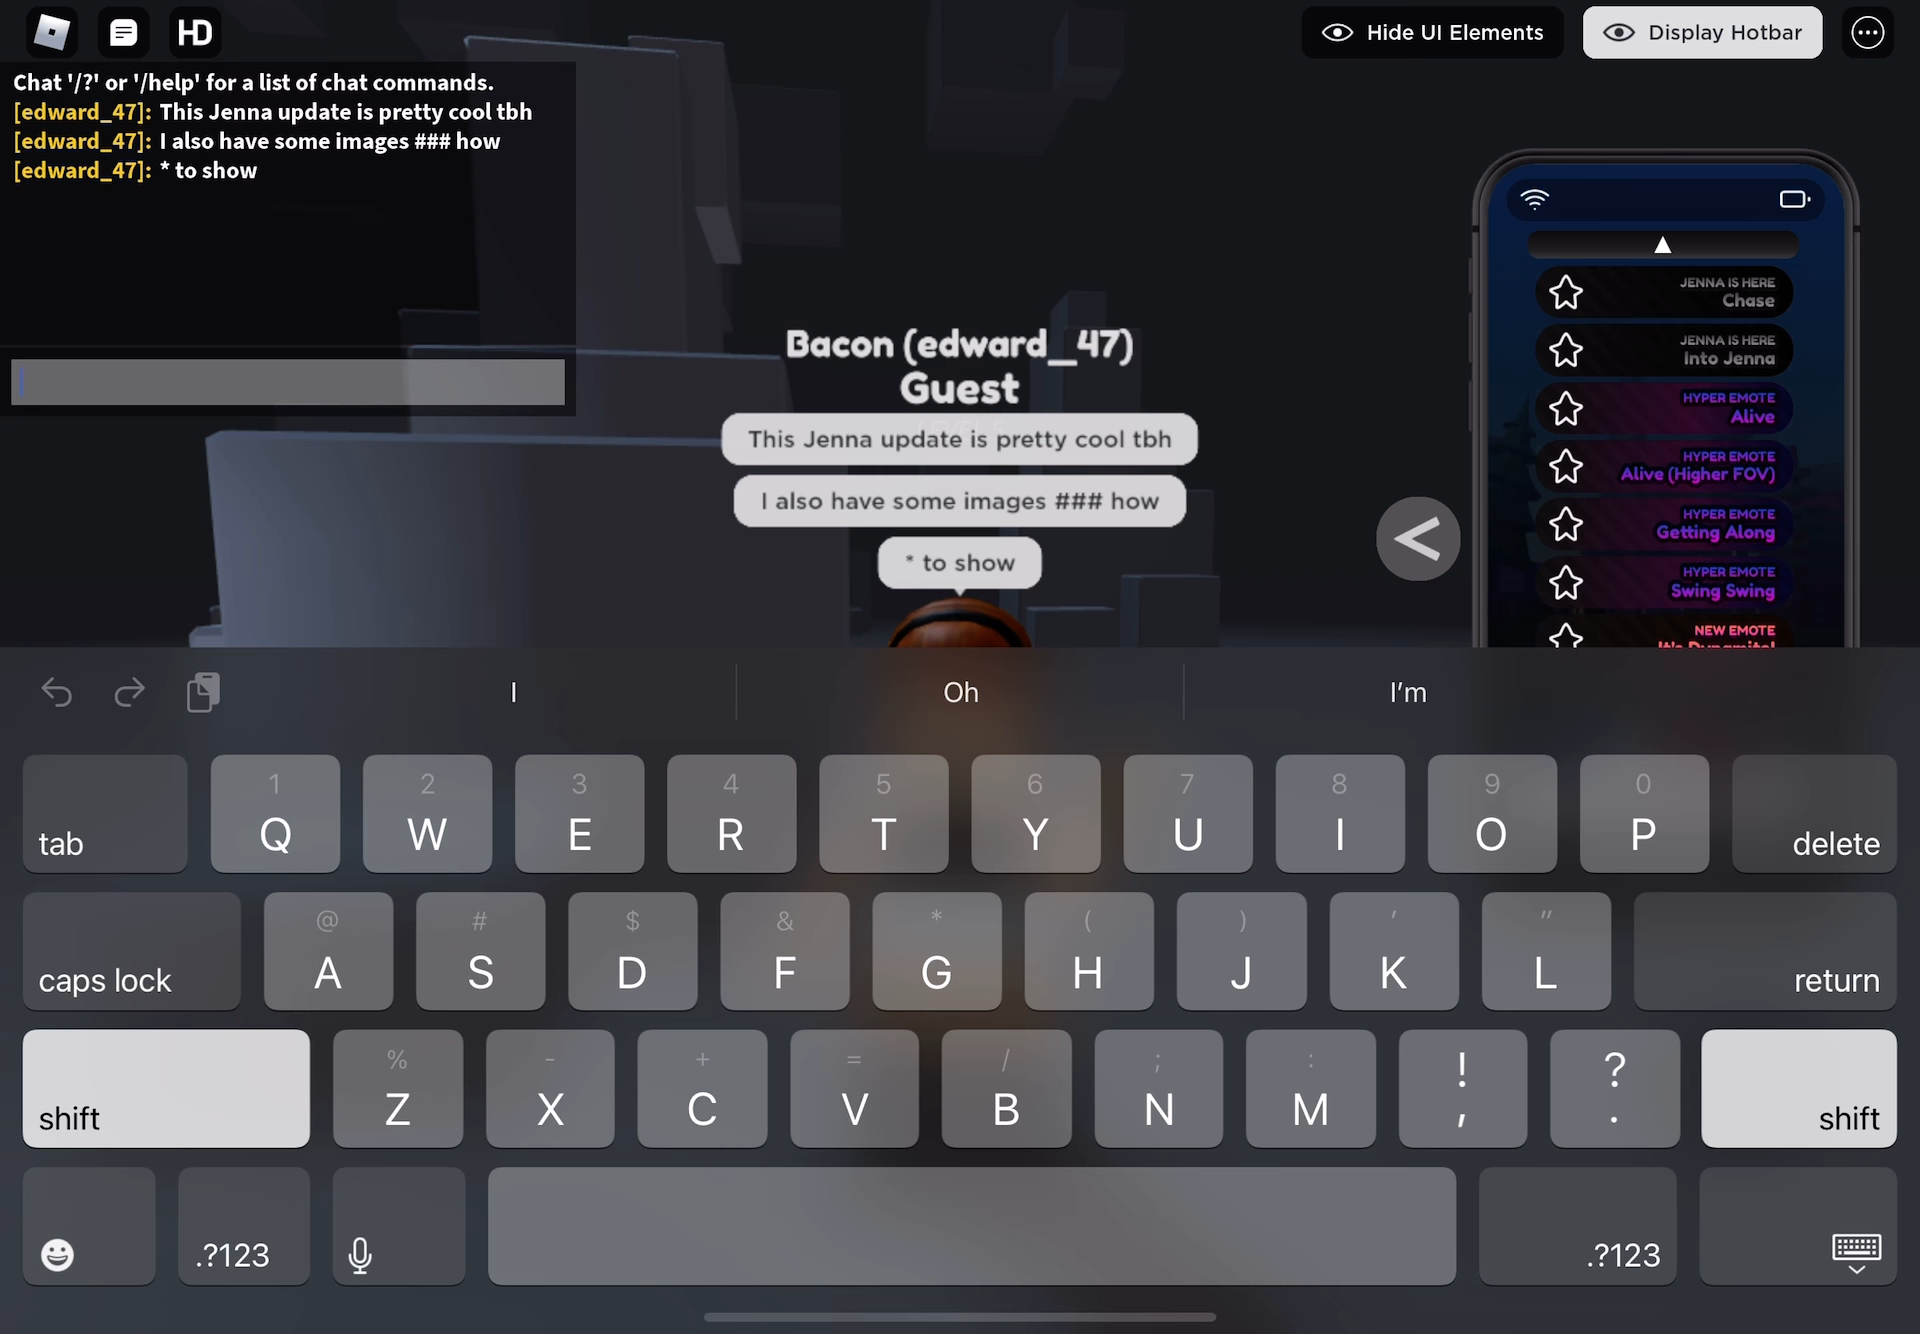 HD
Hide UI Elements
Display Hotbar
Chat '/?' or '/help' for a list of chat commands.
[edward_47]: This Jenna update is pretty cool tbh
[edward_47]: I also have some images ### how
[edward_47]: * to show
Bacon (edward_47)
Guest
This Jenna update is pretty cool tbh
I also have some images ### how
* to show
JENNA IS HERE
Chase
JENNA IS HERE
Into Jenna
HYPER EMOTE
Alive
HYPER EMOTE
Alive (Higher FOV)
HYPER EMOTE
Getting Along
HYPER EMOTE
Swing Swing
NEW EMOTE
It's Dynamite!
I Oh I'm
1 2 3 4 5 6 7 8 9 0
tab Q W E R T Y U I O P delete
@ # $ & * ( ) ' "
caps lock A S D F G H J K L return
% - + = / ; : ! ?
shift Z X C V B N M , . shift
.?123 .?123